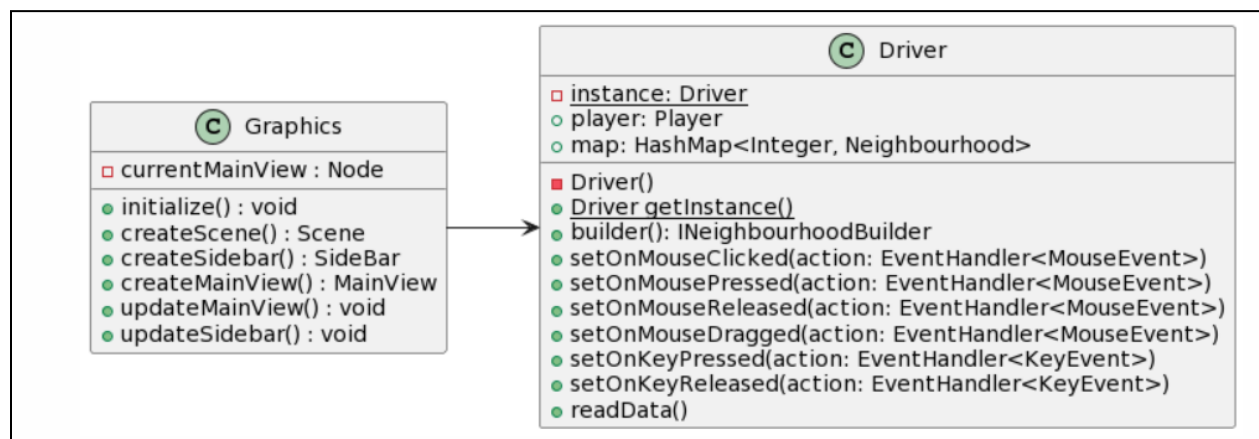 C Graphics
currentMainView : Node
initialize() : void
createScene() : Scene
createSidebar() : SideBar
createMainView() : MainView
updateMainView() : void
updateSidebar() : void
C Driver
instance: Driver
player: Player
map: HashMap<Integer, Neighbourhood>
Driver()
Driver getInstance()
builder(): INeighbourhoodBuilder
setOnMouseClicked(action: EventHandler<MouseEvent>)
setOnMousePressed(action: EventHandler<MouseEvent>)
setOnMouseReleased(action: EventHandler<MouseEvent>)
setOnMouseDragged(action: EventHandler<MouseEvent>)
setOnKeyPressed(action: EventHandler<KeyEvent>)
setOnKeyReleased(action: EventHandler<KeyEvent>)
readData()